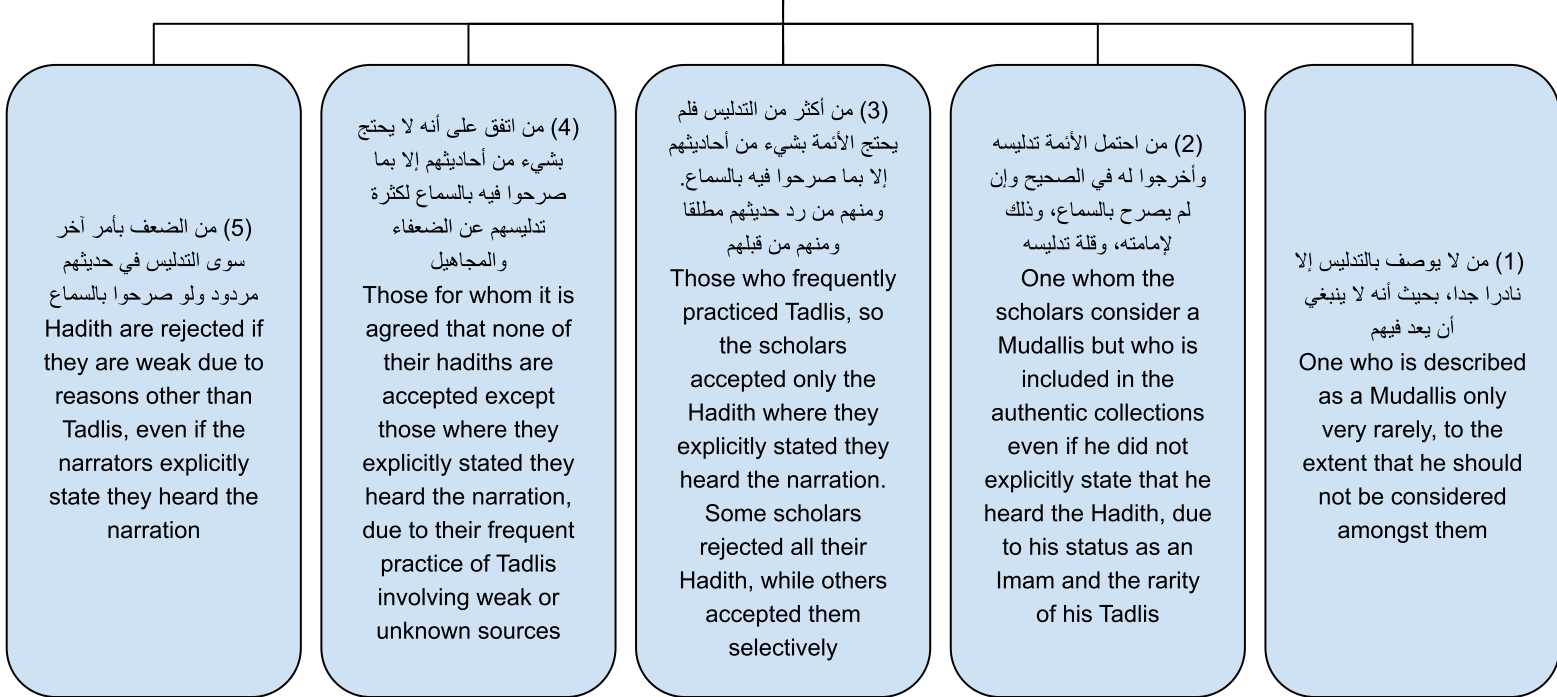 (1) من لا يوصف بالتدليس إلا
نادرا جدا، بحيث أنه لا ينبغي
أن يعد فيهم
One who is described
as a Mudallis only
very rarely, to the
extent that he should
not be considered
amongst them
(2) من احتمل الأئمة تدليسه
وأخرجوا له في الصحيح وإن
لم يصرح بالسماع، وذلك
لإمامته، وقلة تدليسه
One whom the
scholars consider a
Mudallis but who is
included in the
authentic collections
even if he did not
explicitly state that he
heard the Hadith, due
to his status as an
Imam and the rarity
of his Tadlis
(3) من أكثر من التدليس فلم
يحتج الأئمة بشيء من أحاديثهم
إلا بما صرحوا فيه بالسماع.
ومنهم من رد حديثهم مطلقا
ومنهم من قبلهم
Those who frequently
practiced Tadlis, so
the scholars
accepted only the
Hadith where they
explicitly stated they
heard the narration.
Some scholars
rejected all their
Hadith, while others
accepted them
selectively
(4) من اتفق على أنه لا يحتج
بشيء من أحاديثهم إلا بما
صرحوا فيه بالسماع لكثرة
تدليسهم عن الضعفاء
والمجاهيل
Those for whom it is
agreed that none of
their hadiths are
accepted except
those where they
explicitly stated they
heard the narration,
due to their frequent
practice of Tadlis
involving weak or
unknown sources
(5) من الضعف بأمر آخر
سوى التدليس في حديثهم
مردود ولو صرحوا بالسماع
Hadith are rejected if
they are weak due to
reasons other than
Tadlis, even if the
narrators explicitly
state they heard the
narration